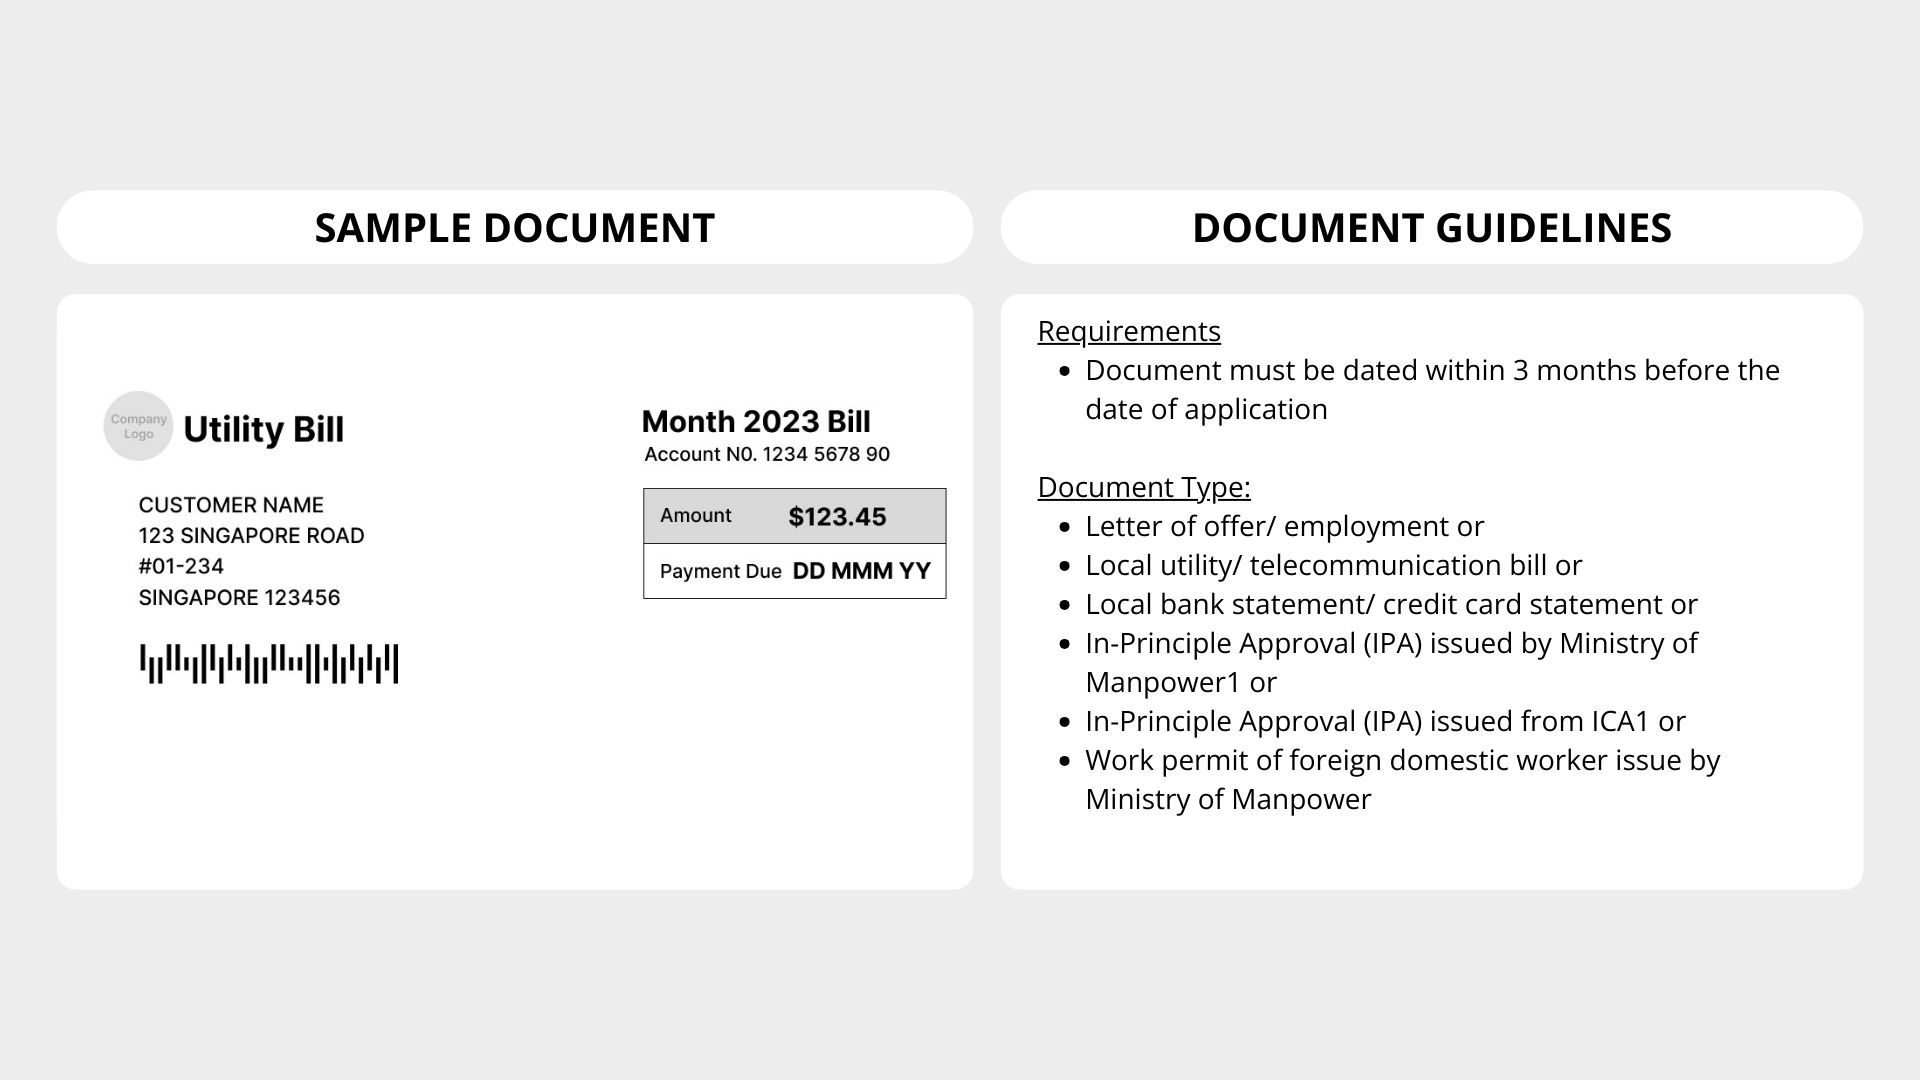 SAMPLE DOCUMENT
Company
Logo
Utility Bill
CUSTOMER NAME
123 SINGAPORE ROAD
#01-234
SINGAPORE 123456
Month 2023 Bill
Account N0. 1234 5678 90
Amount $123.45
Payment Due DD MMM YY
DOCUMENT GUIDELINES
Requirements
• Document must be dated within 3 months before the
date of application
Document Type:
• Letter of offer/ employment or
• Local utility/ telecommunication bill or
• Local bank statement/ credit card statement or
• In-Principle Approval (IPA) issued by Ministry of
Manpower1 or
• In-Principle Approval (IPA) issued from ICA1 or
• Work permit of foreign domestic worker issue by
Ministry of Manpower